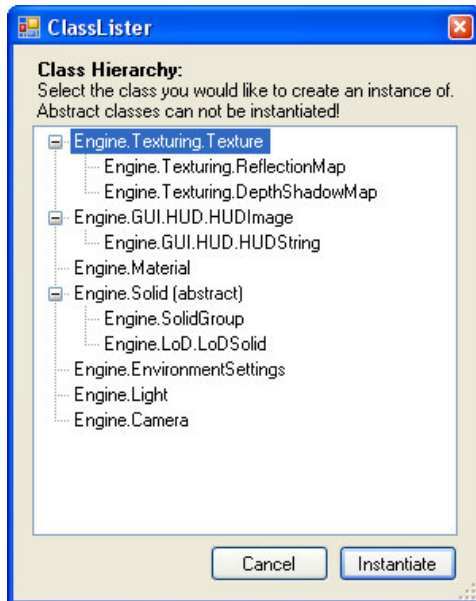 ClassLister
Class Hierarchy:
Select the class you would like to create an instance of.
Abstract classes can not be instantiated!
Engine.Texturing.Texture
Engine.Texturing.ReflectionMap
Engine.Texturing.DepthShadowMap
Engine.GUI.HUD.HUDImage
Engine.GUI.HUD.HUDString
Engine.Material
Engine.Solid (abstract)
Engine.SolidGroup
Engine.LoD.LoDSolid
Engine.EnvironmentSettings
Engine.Light
Engine.Camera
Cancel Instantiate